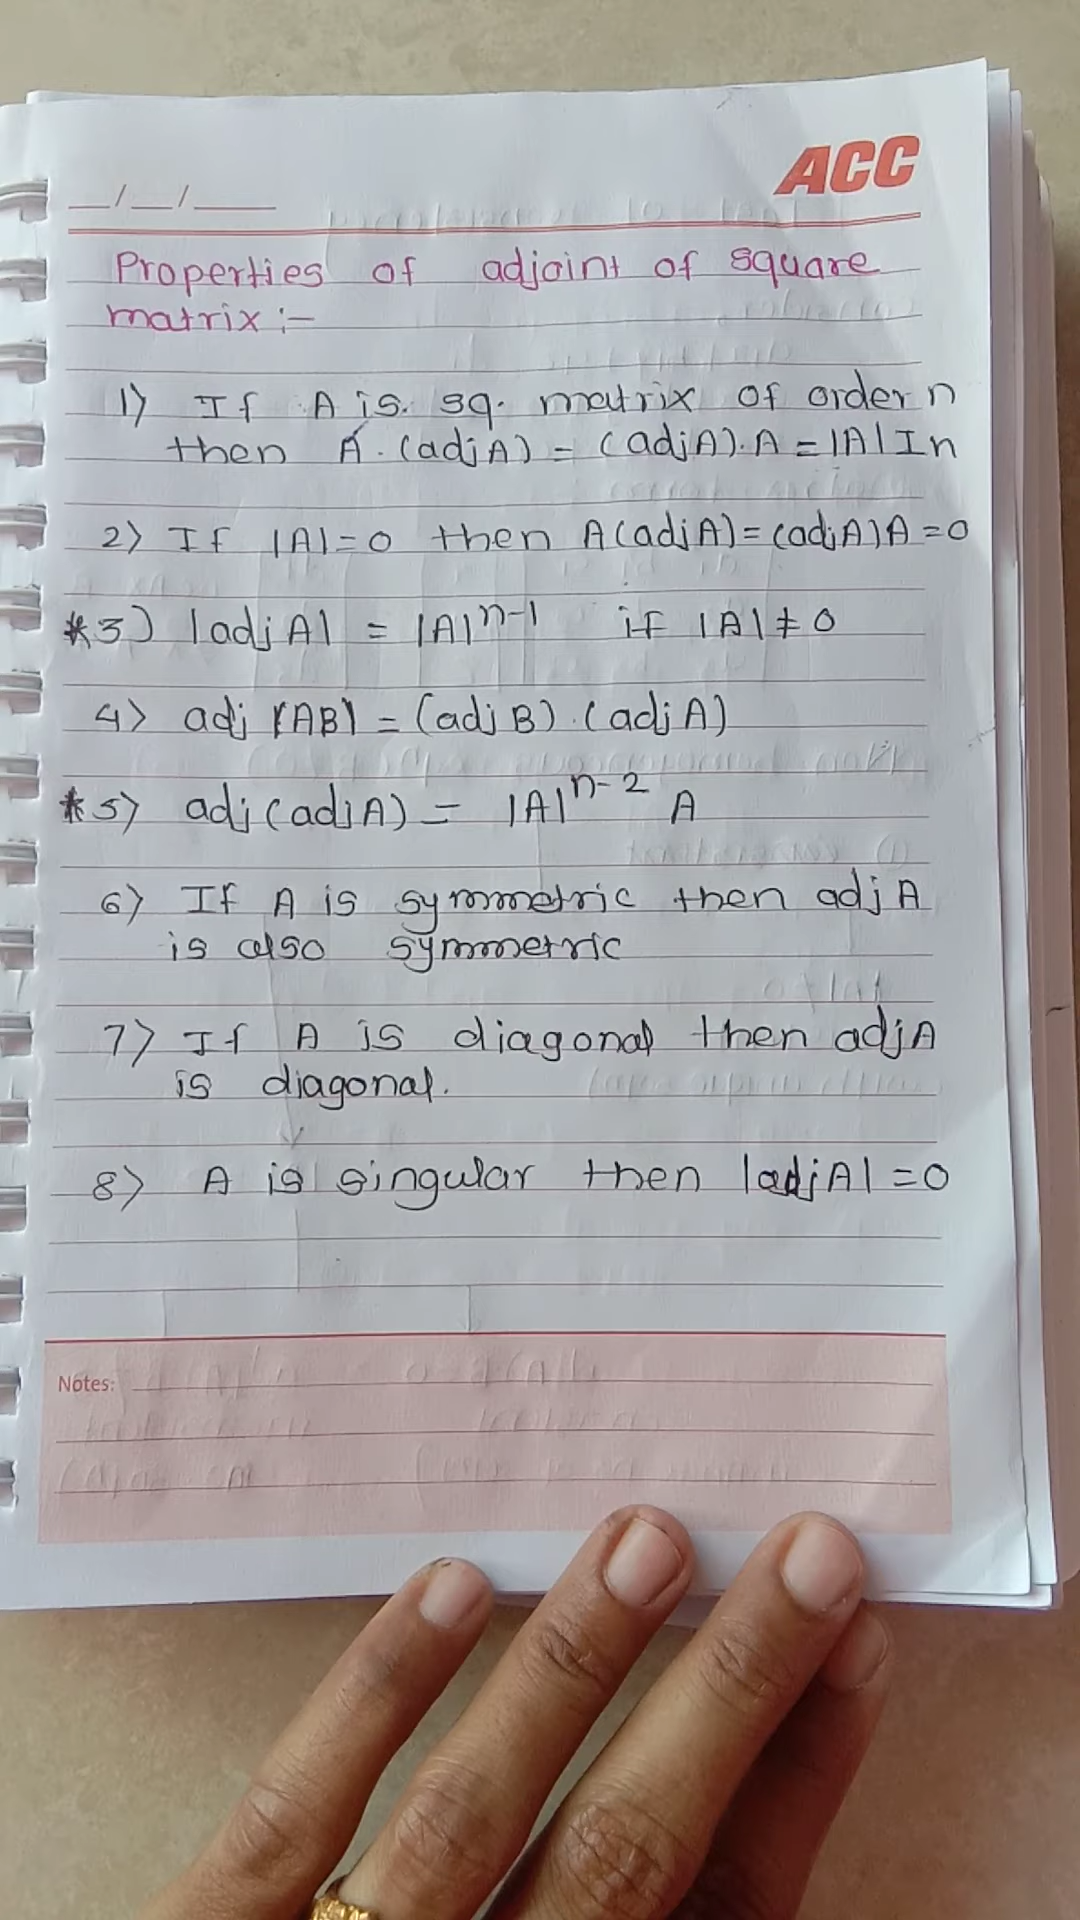 ACC
__/__/____
Properties of adjoint of square
matrix :-
1) If A is sq. matrix of order n
then A.(adjA) = (adjA).A = |A|In
2) If |A|=0 then A(adjA)=(adjA)A=0
*3) |adjA| = |A|ⁿ⁻¹ if |A|≠0
4) adj (AB) = (adjB).(adjA)
*5) adj(adjA) = |A|ⁿ⁻² A
6) If A is symmetric then adjA
is also symmetric
7) If A is diagonal then adjA
is diagonal.
8) A is singular then |adjA|=0
Notes: